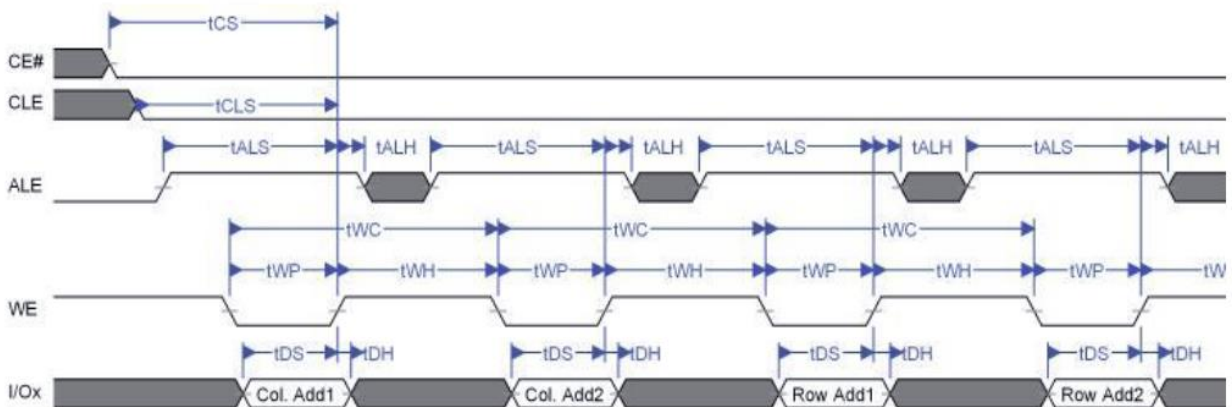 tCS
CE#
CLE
tCLS
tALS tALH tALS tALH tALS tALH tALS tALH
ALE
tWC tWC tWC
tWP tWH tWP tWH tWP tWH tWP tW
WE
tDS tDH tDS tDH tDS tDH tDS tDH
I/Ox Col. Add1 Col. Add2 Row Add1 Row Add2